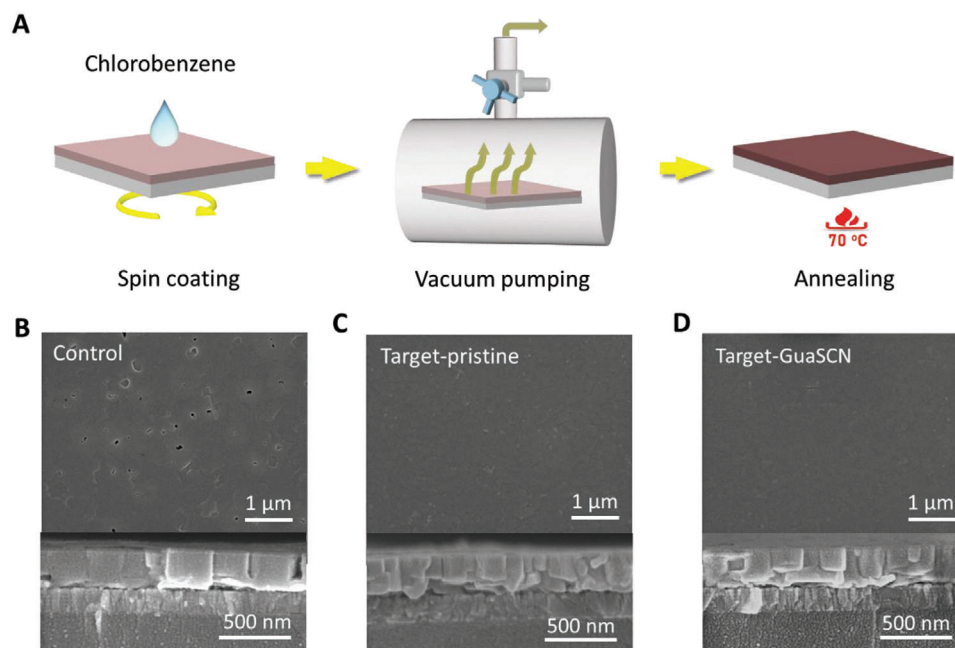 A
Chlorobenzene
70 ºC
Spin coating
Vacuum pumping
Annealing
B
Control
1 µm
500 nm
C
Target-pristine
1 µm
500 nm
D
Target-GuaSCN
1 µm
500 nm